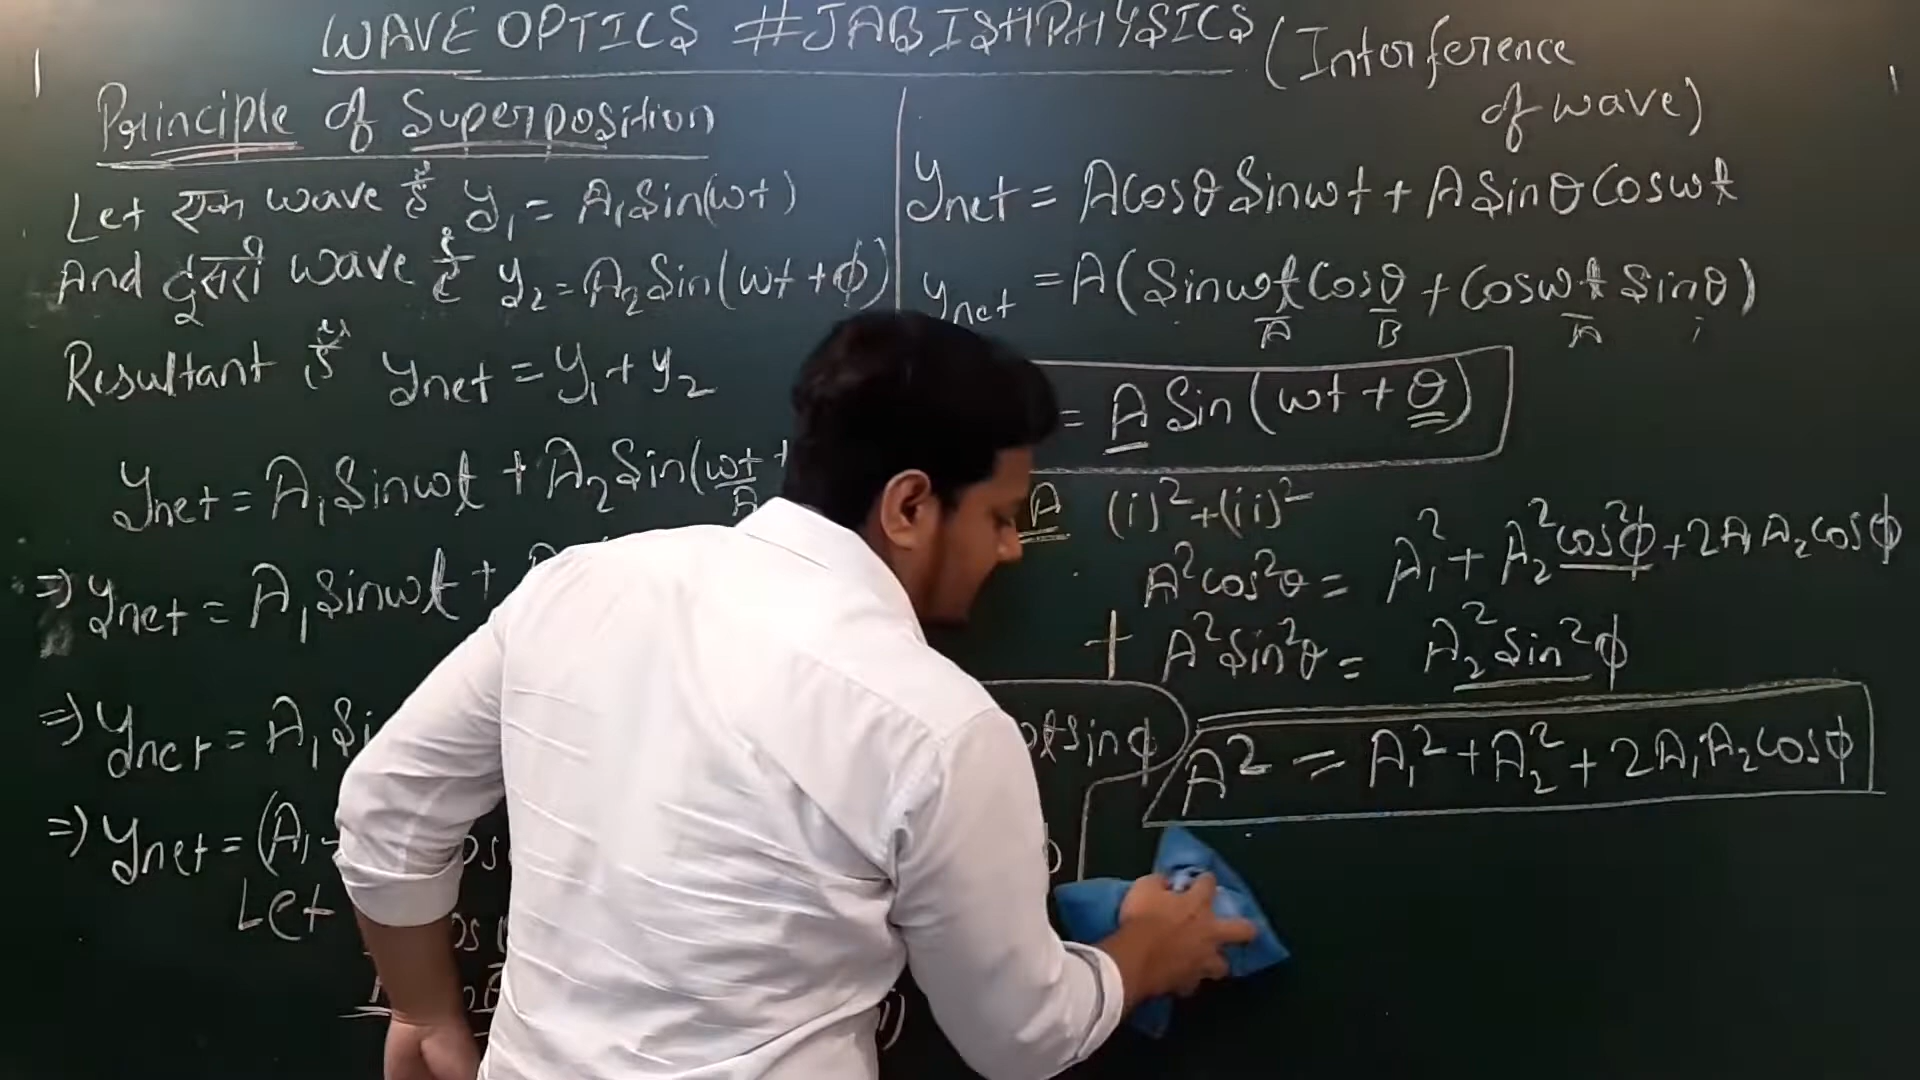 WAVE OPTICS #JABISHPHYSICS (Interference of wave)
Principle of Superposition
Let एक wave है y₁ = A₁Sin(ωt)
And दुसरी wave है y₂ = A₂Sin(ωt + ϕ)
Resultant है ynet = y₁ + y₂
ynet = A₁Sinωt + A₂Sin(ωt +
A
⇒ ynet = A₁Sinωt +
⇒ ynet = A₁Si
⇒ ynet = (A₁
Let
ynet = Acosθ Sinωt + A Sinθ Cosωt
ynet = A(Sinωt Cosθ + Cosωt Sinθ)
A B A
= A Sin(ωt + θ)
A (i)² + (ii)²
A²cos²θ = A₁² + A₂²cos²ϕ + 2A₁A₂cosϕ
+ A²Sin²θ = A₂²Sin²ϕ
A² = A₁² + A₂² + 2A₁A₂cosϕ